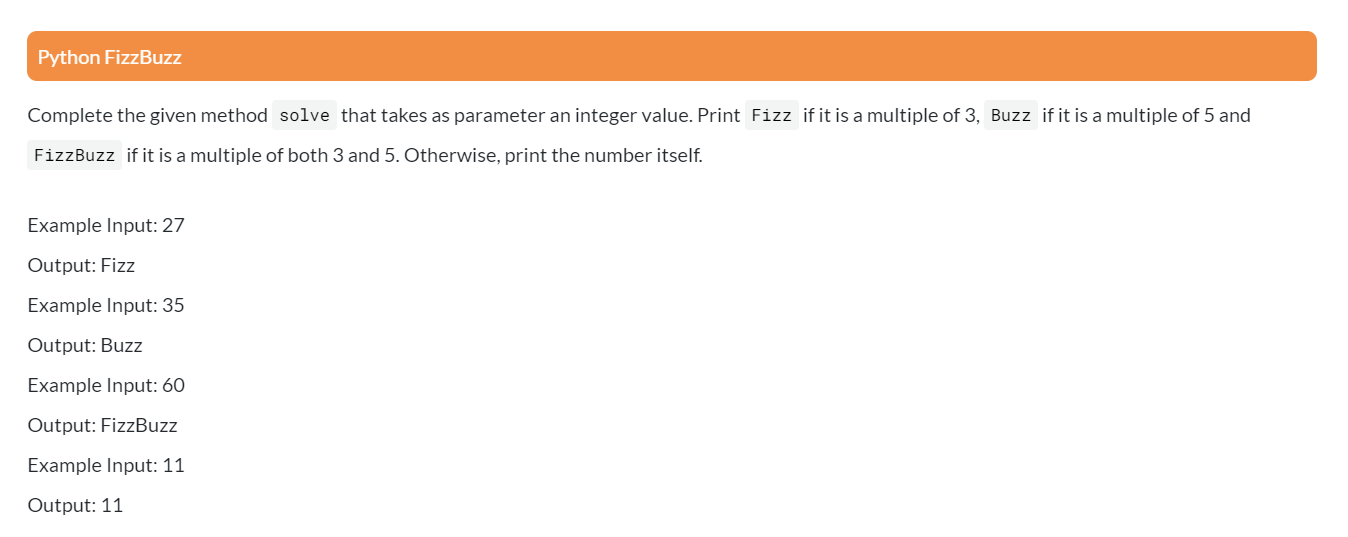 Python FizzBuzz
Complete the given method solve that takes as parameter an integer value. Print Fizz if it is a multiple of 3, Buzz if it is a multiple of 5 and
FizzBuzz if it is a multiple of both 3 and 5. Otherwise, print the number itself.
Example Input: 27
Output: Fizz
Example Input: 35
Output: Buzz
Example Input: 60
Output: FizzBuzz
Example Input: 11
Output: 11